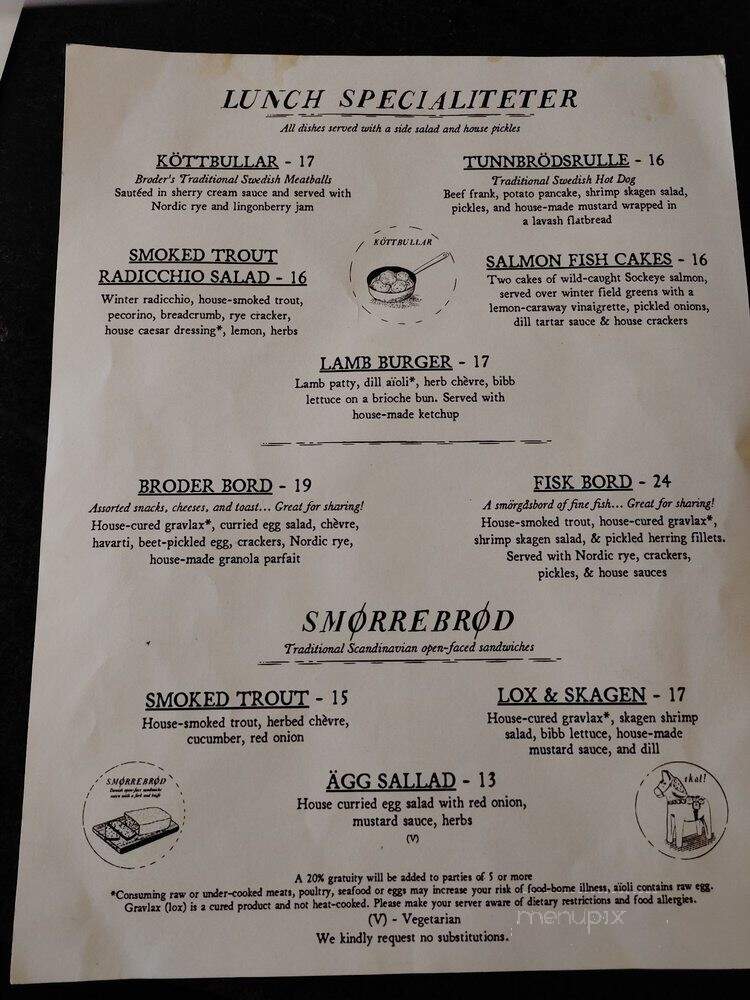 LUNCH SPECIALITETER
All dishes served with a side salad and house pickles
KÖTTBULLAR - 17
Broder's Traditional Swedish Meatballs
Sautéed in sherry cream sauce and served with
Nordic rye and lingonberry jam
TUNNBRÖDSRULLE - 16
Traditional Swedish Hot Dog
Beef frank, potato pancake, shrimp skagen salad,
pickles, and house-made mustard wrapped in
a lavash flatbread
KÖTTBULLAR
SMOKED TROUT
RADICCHIO SALAD - 16
Winter radicchio, house-smoked trout,
pecorino, breadcrumb, rye cracker,
house caesar dressing*, lemon, herbs
SALMON FISH CAKES - 16
Two cakes of wild-caught Sockeye salmon,
served over winter field greens with a
lemon-caraway vinaigrette, pickled onions,
dill tartar sauce & house crackers
LAMB BURGER - 17
Lamb patty, dill aïoli*, herb chèvre, bibb
lettuce on a brioche bun. Served with
house-made ketchup
BRODER BORD - 19
Assorted snacks, cheeses, and toast... Great for sharing!
House-cured gravlax*, curried egg salad, chèvre,
havarti, beet-pickled egg, crackers, Nordic rye,
house-made granola parfait
FISK BORD - 24
A smörgåsbord of fine fish... Great for sharing!
House-smoked trout, house-cured gravlax*,
shrimp skagen salad, & pickled herring fillets.
Served with Nordic rye, crackers,
pickles, & house sauces
SMØRREBRØD
Traditional Scandinavian open-faced sandwiches
SMOKED TROUT - 15
House-smoked trout, herbed chèvre,
cucumber, red onion
LOX & SKAGEN - 17
House-cured gravlax*, skagen shrimp
salad, bibb lettuce, house-made
mustard sauce, and dill
SMØRREBRØD
Danish open-face sandwiche
eaten with a fork and knife
ÄGG SALLAD - 13
House curried egg salad with red onion,
mustard sauce, herbs
(V)
skal!
A 20% gratuity will be added to parties of 5 or more
*Consuming raw or under-cooked meats, poultry, seafood or eggs may increase your risk of food-borne illness, aïoli contains raw egg.
Gravlax (lox) is a cured product and not heat-cooked. Please make your server aware of dietary restrictions and food allergies.
(V) - Vegetarian
menupix
We kindly request no substitutions.